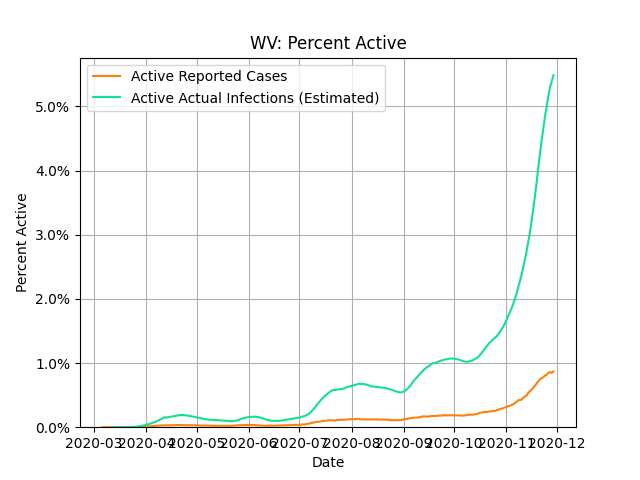 WV: Percent Active
Active Reported Cases
Active Actual Infections (Estimated)
5.0%
4.0%
3.0%
2.0%
1.0%
0.0%
Percent Active
2020-03 2020-04 2020-05 2020-06 2020-07 2020-08 2020-09 2020-10 2020-11 2020-12
Date